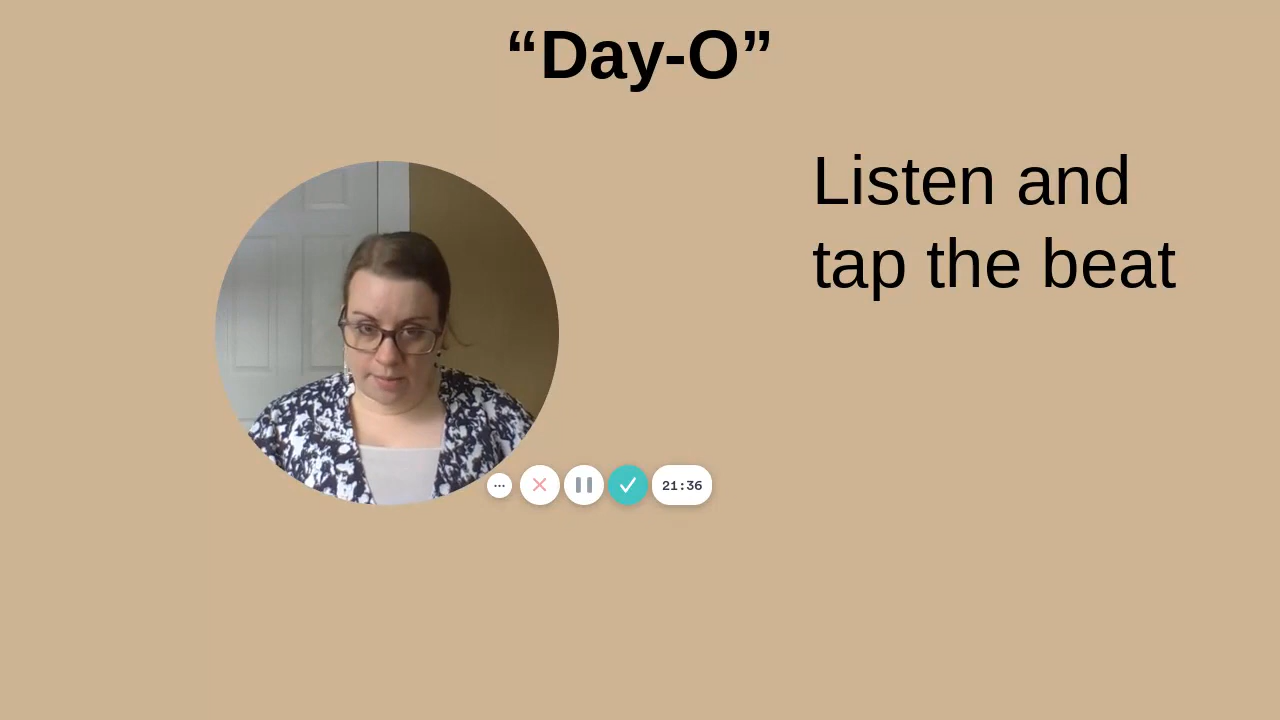 “Day-O”
Listen and
tap the beat
21:36